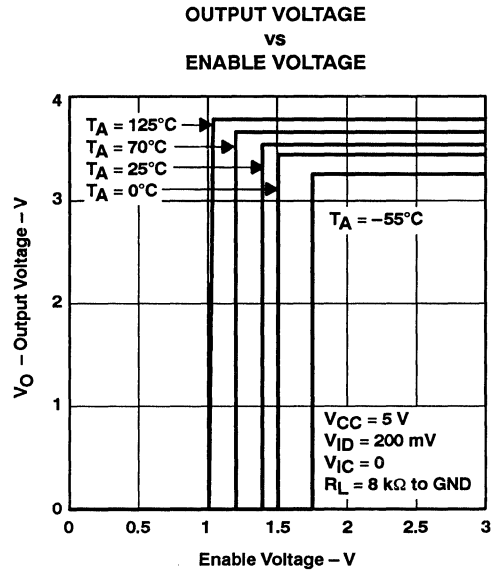 OUTPUT VOLTAGE
vs
ENABLE VOLTAGE
4
3
2
1
0
VO – Output Voltage – V
TA = 125°C
TA = 70°C
TA = 25°C
TA = 0°C
TA = –55°C
VCC = 5 V
VID = 200 mV
VIC = 0
RL = 8 kΩ to GND
0 0.5 1 1.5 2 2.5 3
Enable Voltage – V